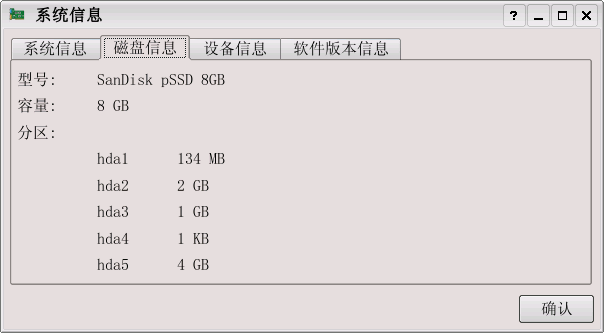 系统信息
系统信息 磁盘信息 设备信息 软件版本信息
型号: SanDisk pSSD 8GB
容量: 8 GB
分区:
hda1 134 MB
hda2 2 GB
hda3 1 GB
hda4 1 KB
hda5 4 GB
确认